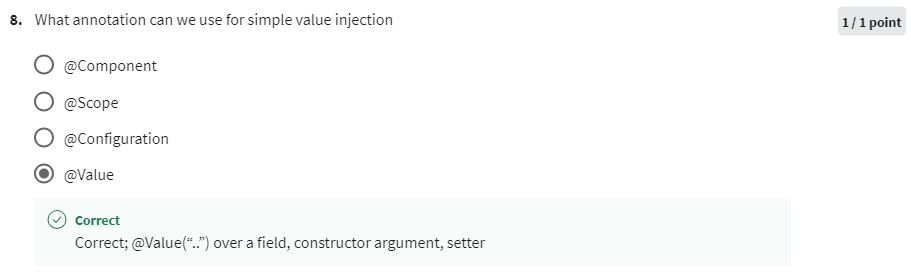 8. What annotation can we use for simple value injection
1 / 1 point
@Component
@Scope
@Configuration
@Value
Correct
Correct; @Value(“..”) over a field, constructor argument, setter